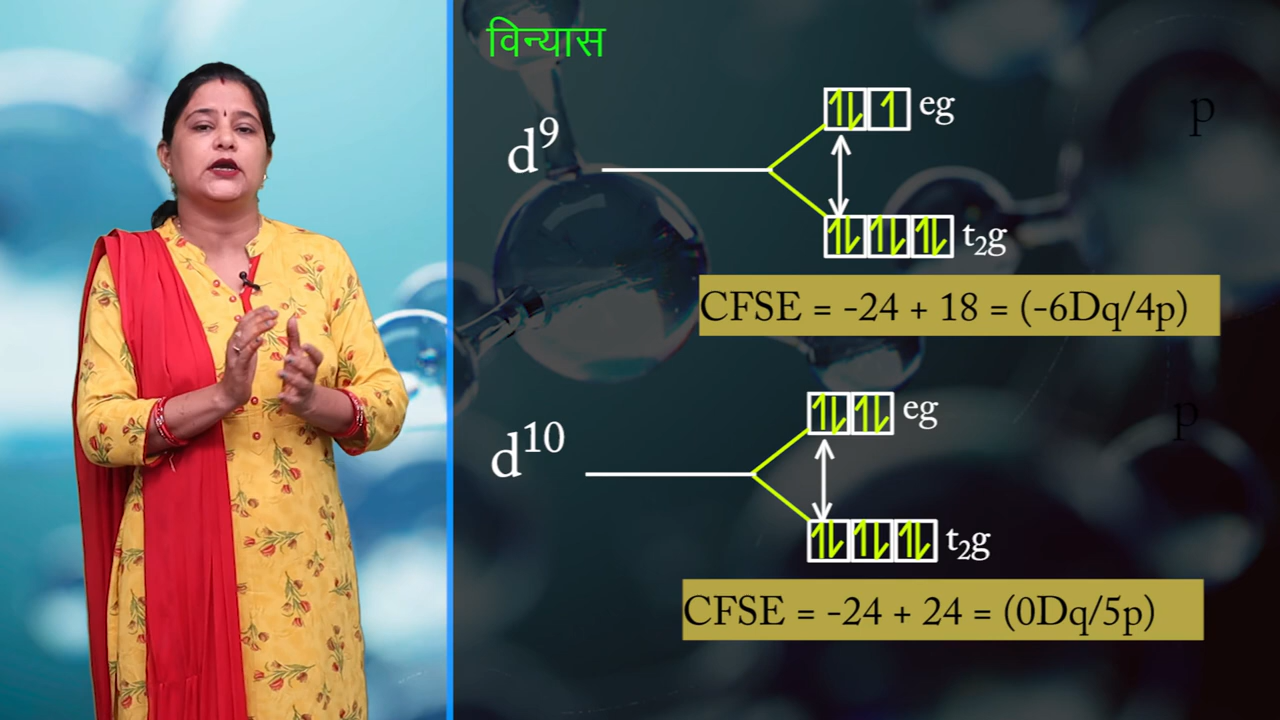 विन्यास
d⁹
eg
p
t₂g
CFSE = -24 + 18 = (-6Dq/4p)
d¹⁰
eg
p
t₂g
CFSE = -24 + 24 = (0Dq/5p)